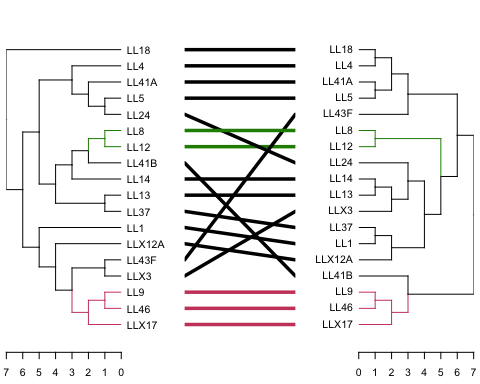 LL18 LL18
LL4 LL4
LL41A LL41A
LL5 LL5
LL24 LL43F
LL8 LL8
LL12 LL12
LL41B LL24
LL14 LL14
LL13 LL13
LL37 LLX3
LL1 LL37
LLX12A LL1
LL43F LLX12A
LLX3 LL41B
LL9 LL9
LL46 LL46
LLX17 LLX17
7 6 5 4 3 2 1 0 0 1 2 3 4 5 6 7